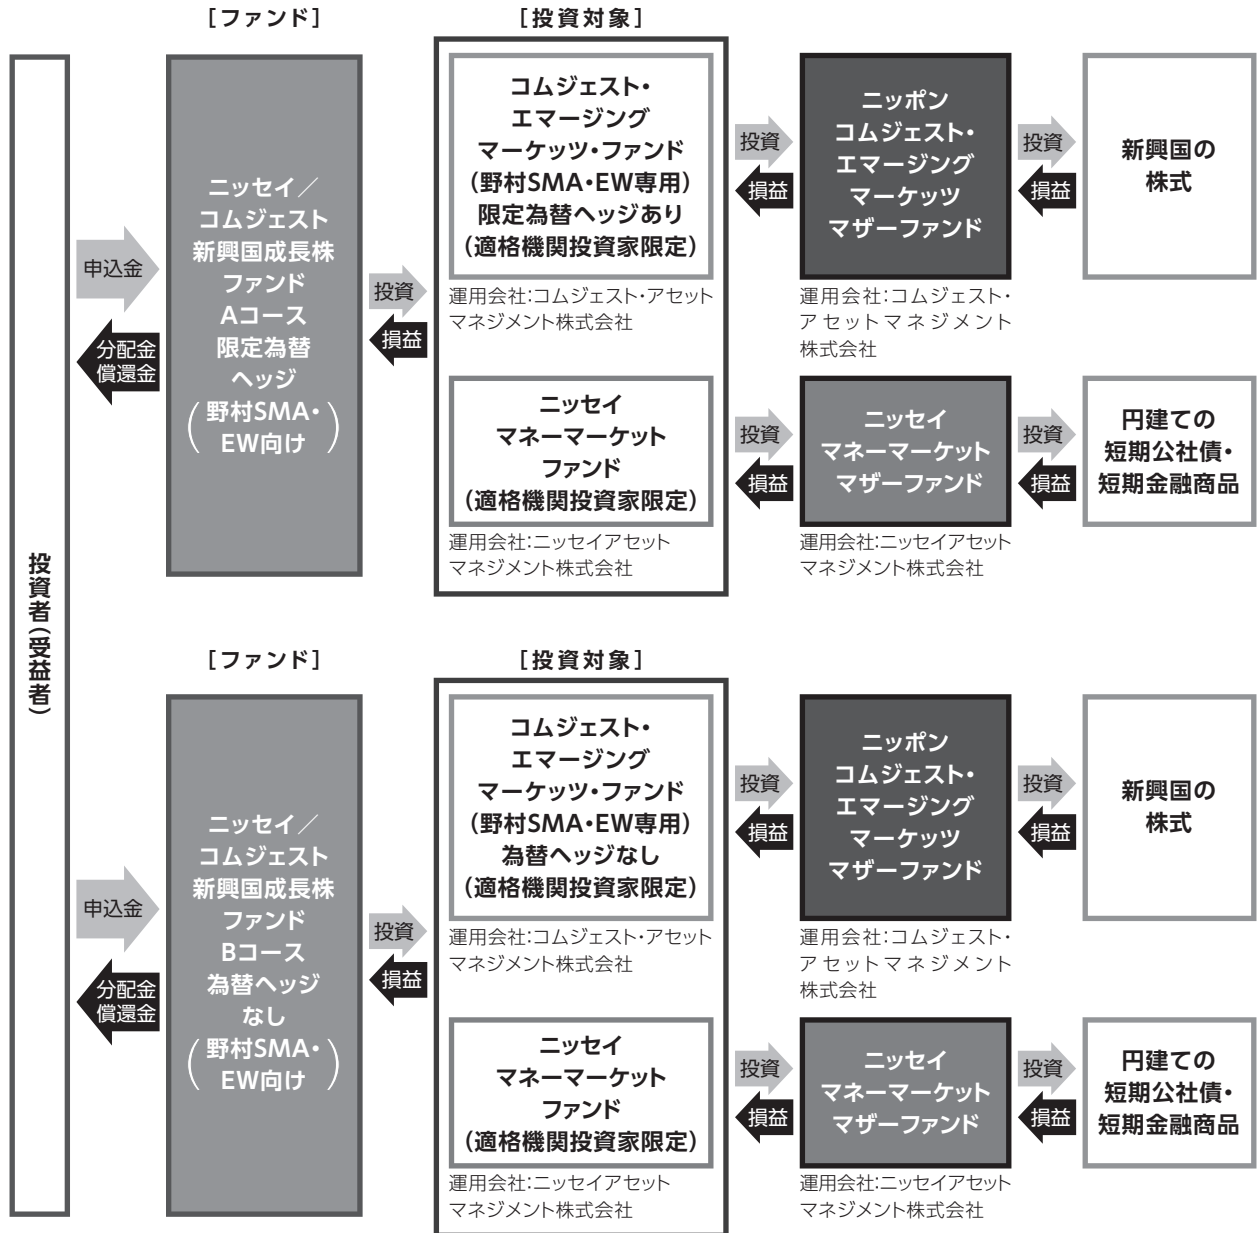 [ファンド]
[投資対象]
投資者(受益者)
申込金
分配金
償還金
ニッセイ／
コムジェスト
新興国成長株
ファンド
Aコース
限定為替
ヘッジ
(野村SMA・
EW向け)
投資
損益
コムジェスト・
エマージング
マーケッツ・ファンド
(野村SMA・EW専用)
限定為替ヘッジあり
(適格機関投資家限定)
運用会社:コムジェスト・アセット
マネジメント株式会社
投資
損益
ニッポン
コムジェスト・
エマージング
マーケッツ
マザーファンド
運用会社:コムジェスト・
アセットマネジメント
株式会社
投資
損益
新興国の
株式
ニッセイ
マネーマーケット
ファンド
(適格機関投資家限定)
運用会社:ニッセイアセット
マネジメント株式会社
投資
損益
ニッセイ
マネーマーケット
マザーファンド
運用会社:ニッセイアセット
マネジメント株式会社
投資
損益
円建ての
短期公社債・
短期金融商品
[ファンド]
[投資対象]
申込金
分配金
償還金
ニッセイ／
コムジェスト
新興国成長株
ファンド
Bコース
為替ヘッジ
なし
(野村SMA・
EW向け)
投資
損益
コムジェスト・
エマージング
マーケッツ・ファンド
(野村SMA・EW専用)
為替ヘッジなし
(適格機関投資家限定)
運用会社:コムジェスト・アセット
マネジメント株式会社
投資
損益
ニッポン
コムジェスト・
エマージング
マーケッツ
マザーファンド
運用会社:コムジェスト・
アセットマネジメント
株式会社
投資
損益
新興国の
株式
ニッセイ
マネーマーケット
ファンド
(適格機関投資家限定)
運用会社:ニッセイアセット
マネジメント株式会社
投資
損益
ニッセイ
マネーマーケット
マザーファンド
運用会社:ニッセイアセット
マネジメント株式会社
投資
損益
円建ての
短期公社債・
短期金融商品